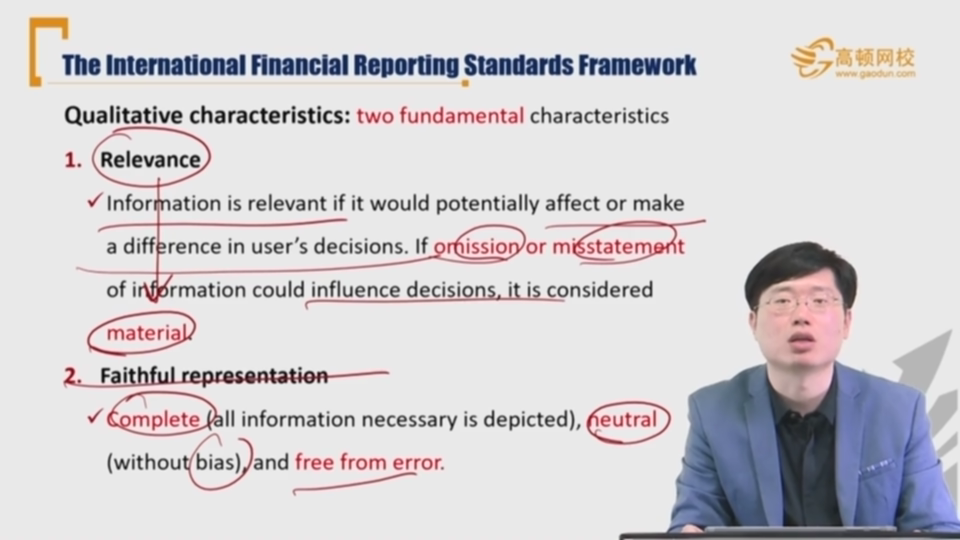 The International Financial Reporting Standards Framework
高顿网校
www.gaodun.com
Qualitative characteristics: two fundamental characteristics
1. Relevance
✓Information is relevant if it would potentially affect or make
a difference in user's decisions. If omission or misstatement
of information could influence decisions, it is considered
material.
2. Faithful representation
✓Complete (all information necessary is depicted), neutral
(without bias), and free from error.